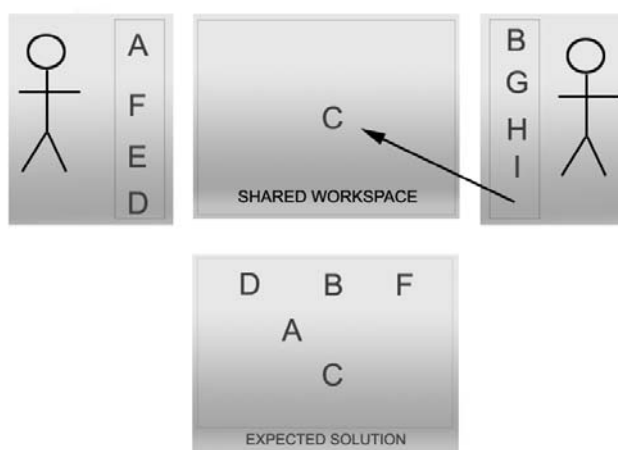 A
F
E
D
C
SHARED WORKSPACE
B
G
H
I
D B F
A
C
EXPECTED SOLUTION